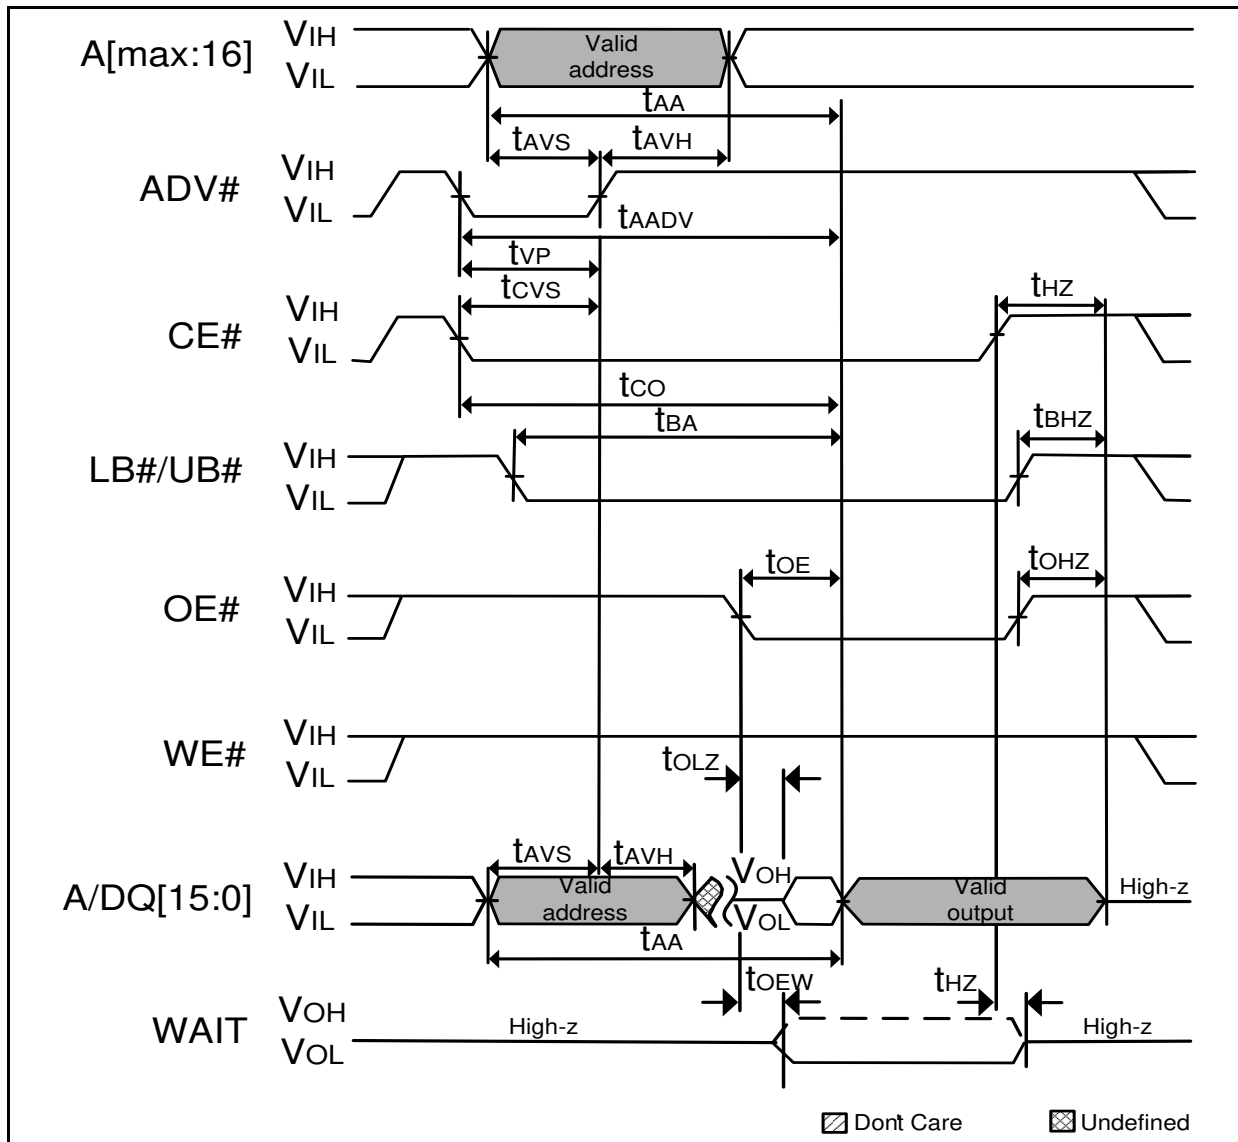 A[max:16]
VIH
VIL
Valid
address
tAA
tAVS
tAVH
ADV#
VIH
VIL
tAADV
tVP
tCVS
CE#
VIH
VIL
tHZ
tCO
tBA
LB#/UB#
VIH
VIL
tBHZ
OE#
VIH
VIL
tOE
tOHZ
WE#
VIH
VIL
tOLZ
A/DQ[15:0]
VIH
VIL
tAVS
tAVH
Valid
address
VOH
VOL
Valid
output
High-z
tAA
tOEW
tHZ
WAIT
VOH
VOL
High-z
High-z
Don't Care
Undefined